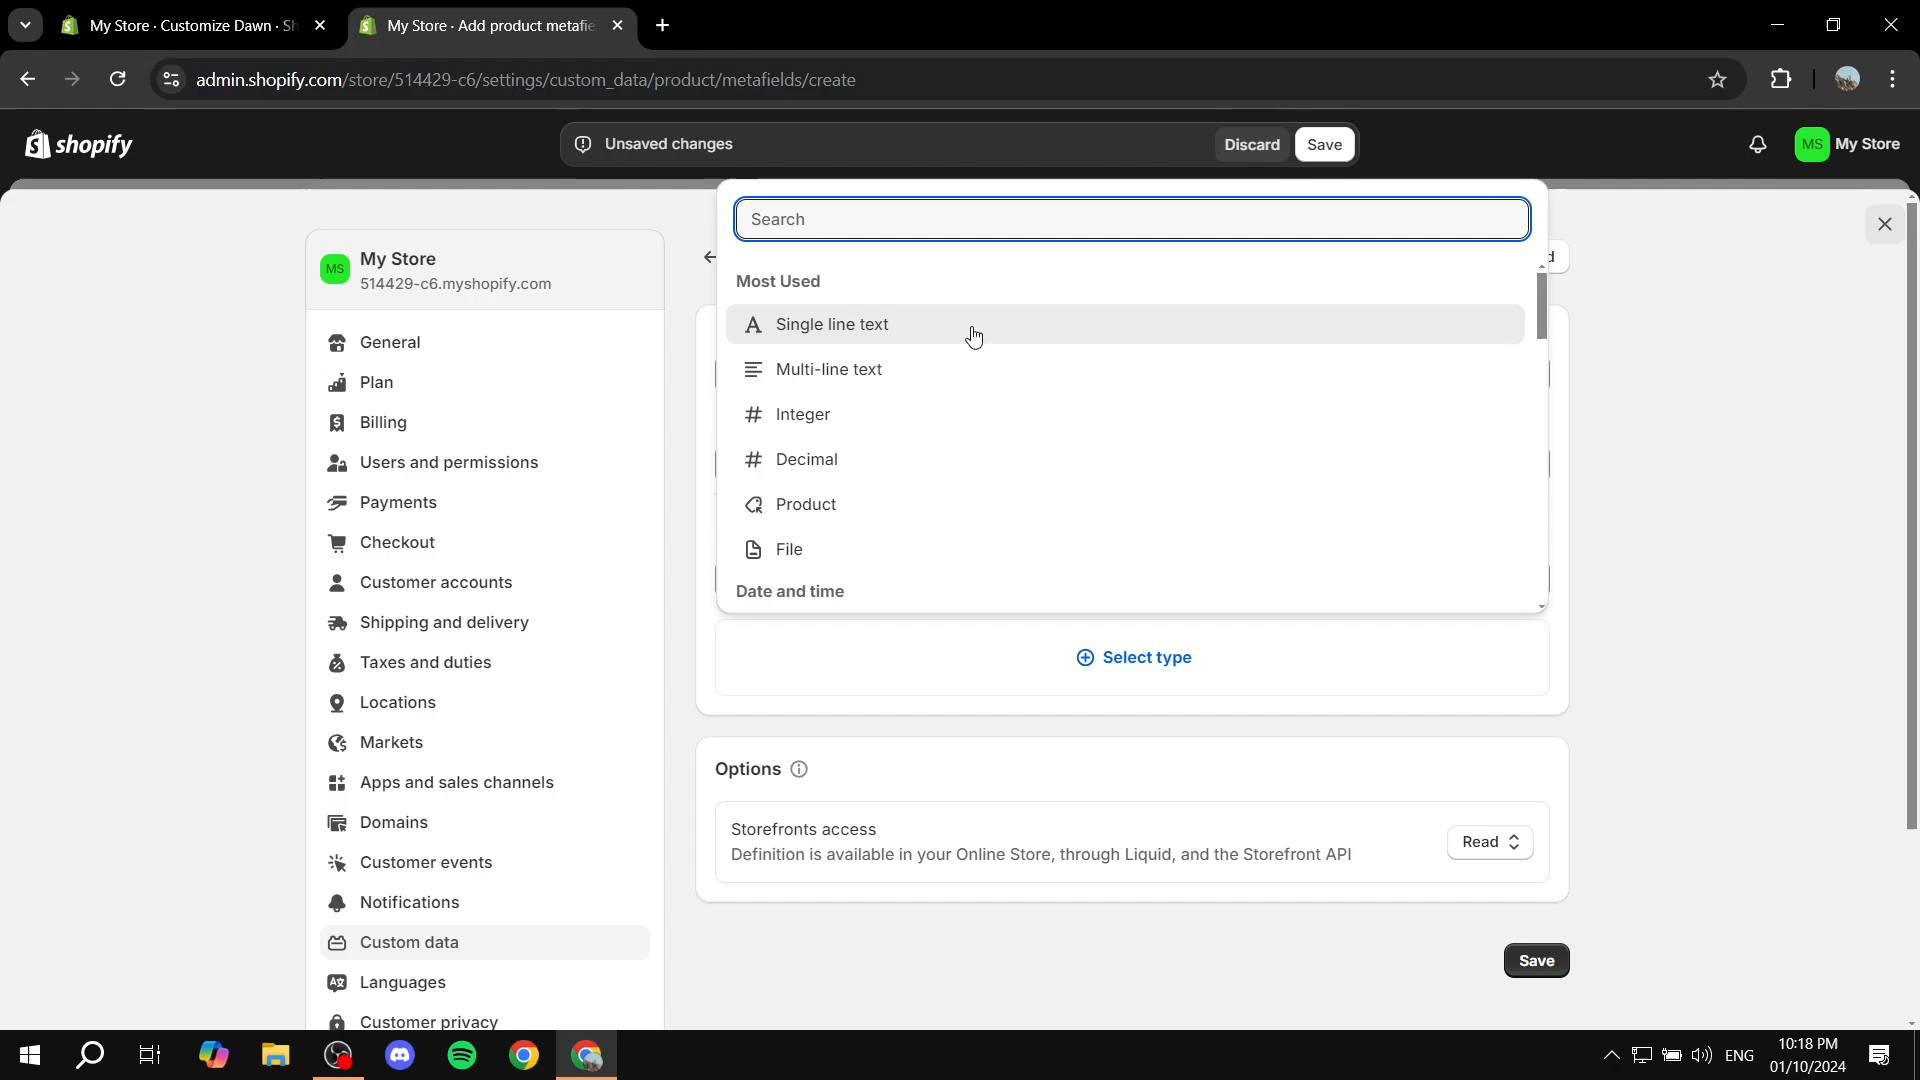 My Store · Customize Dawn · Sh
My Store · Add product metafie
admin.shopify.com/store/514429-c6/settings/custom_data/product/metafields/create
shopify
Unsaved changes
Discard
Save
MS
My Store
Search
MS
My Store
514429-c6.myshopify.com
d
Most Used
Single line text
Multi-line text
Integer
Decimal
Product
File
Date and time
General
Plan
Billing
Users and permissions
Payments
Checkout
Customer accounts
Shipping and delivery
Taxes and duties
Locations
Markets
Apps and sales channels
Domains
Customer events
Notifications
Custom data
Languages
Customer privacy
Select type
Options
Storefronts access
Definition is available in your Online Store, through Liquid, and the Storefront API
Read
Save
ENG
10:18 PM
01/10/2024